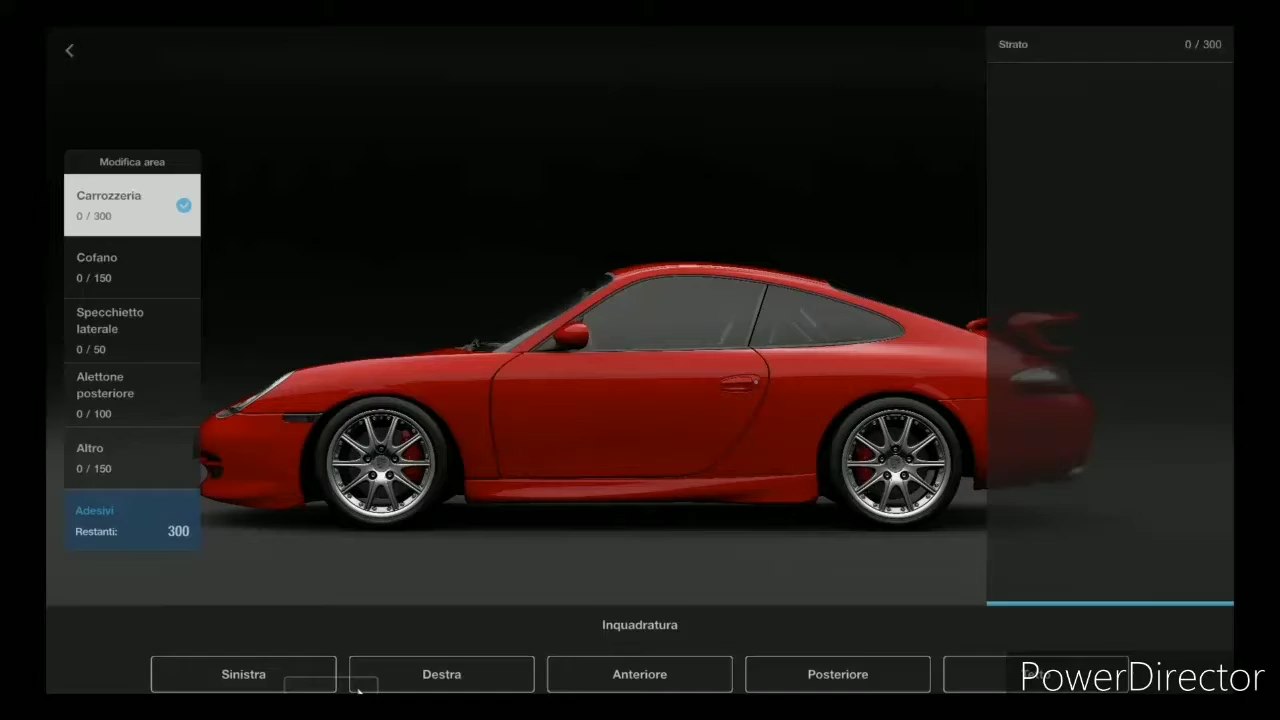 Strato 0 / 300
Modifica area
Carrozzeria
0 / 300
Cofano
0 / 150
Specchietto
laterale
0 / 50
Alettone
posteriore
0 / 100
Altro
0 / 150
Adesivi
Restanti: 300
Inquadratura
Sinistra Destra Anteriore Posteriore
PowerDirector